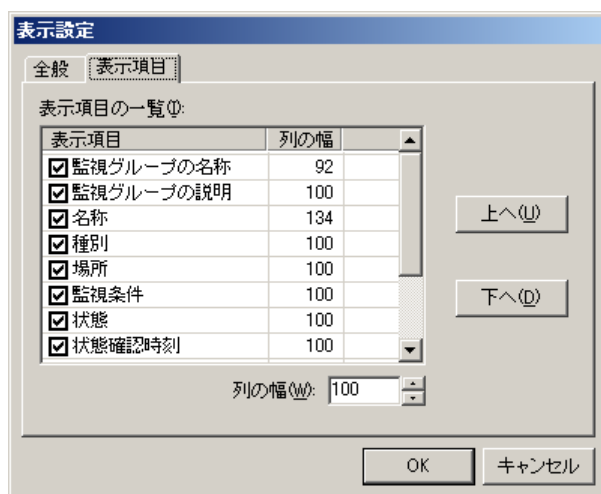 表示設定
全般 表示項目
表示項目の一覧(I):
表示項目 列の幅
監視グループの名称 92
監視グループの説明 100
名称 134
種別 100
場所 100
監視条件 100
状態 100
状態確認時刻 100
上へ(U)
下へ(D)
列の幅(W): 100
OK キャンセル